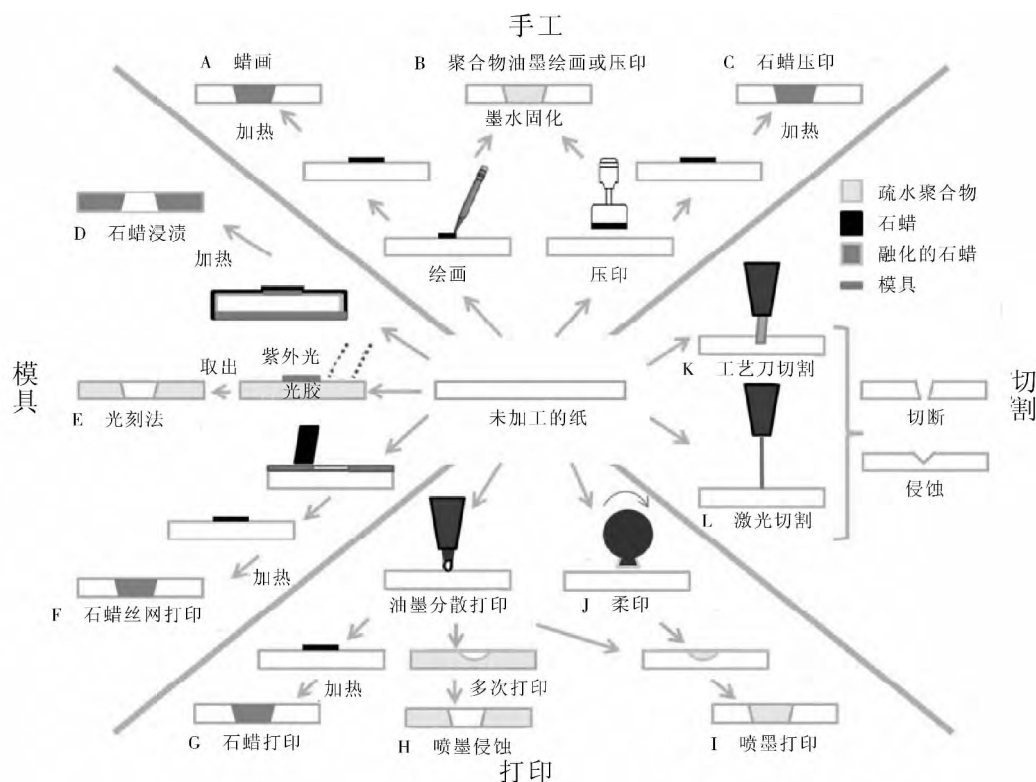 手工
A 蜡画
B 聚合物油墨绘画或压印
C 石蜡压印
墨水固化
加热
加热
疏水聚合物
石蜡
融化的石蜡
模具
D 石蜡浸渍
加热
绘画
压印
模具
取出
紫外光
光胶
E 光刻法
未加工的纸
K 工艺刀切割
切割
切断
侵蚀
L 激光切割
加热
F 石蜡丝网打印
油墨分散打印
J 柔印
加热
多次打印
G 石蜡打印
H 喷墨侵蚀
I 喷墨打印
打印